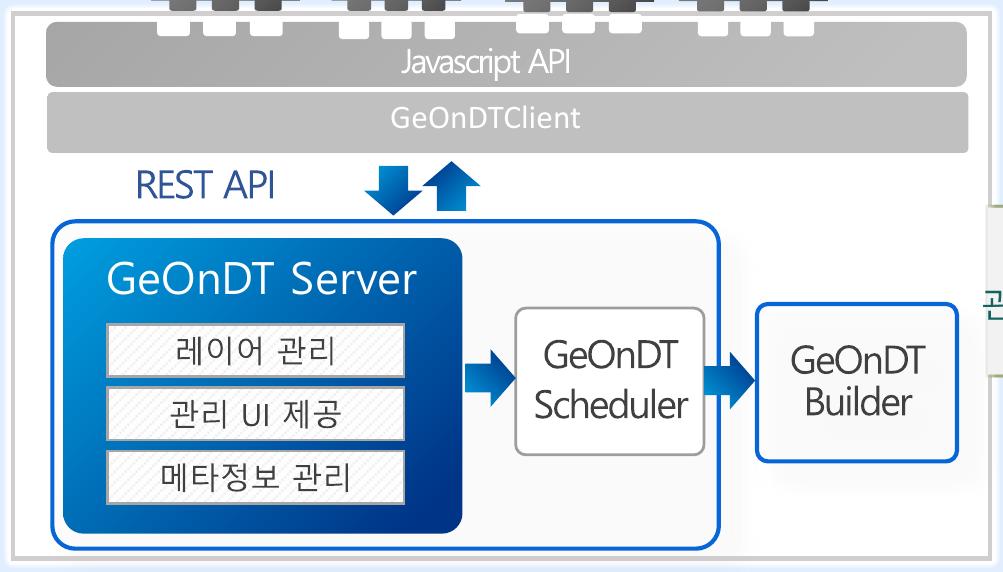 Javascript API
GeOnDTClient
REST API
GeOnDT Server
레이어 관리
관리 UI 제공
메타정보 관리
GeOnDT
Scheduler
GeOnDT
Builder